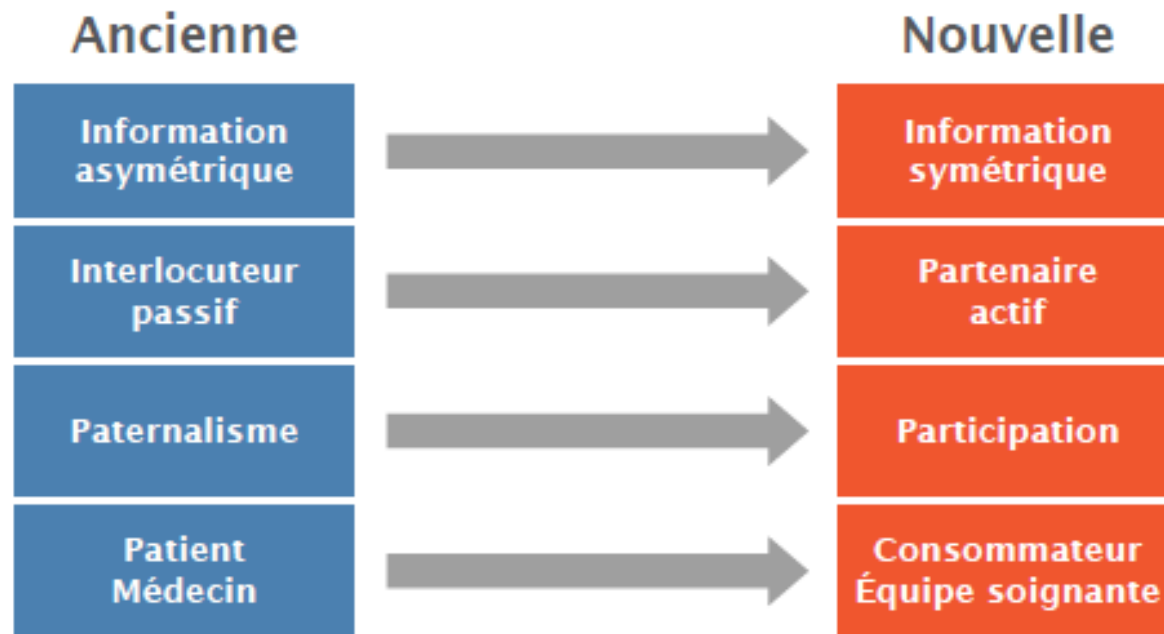 Ancienne
Nouvelle
Information
asymétrique
Information
symétrique
Interlocuteur
passif
Partenaire
actif
Paternalisme
Participation
Patient
Médecin
Consommateur
Équipe soignante